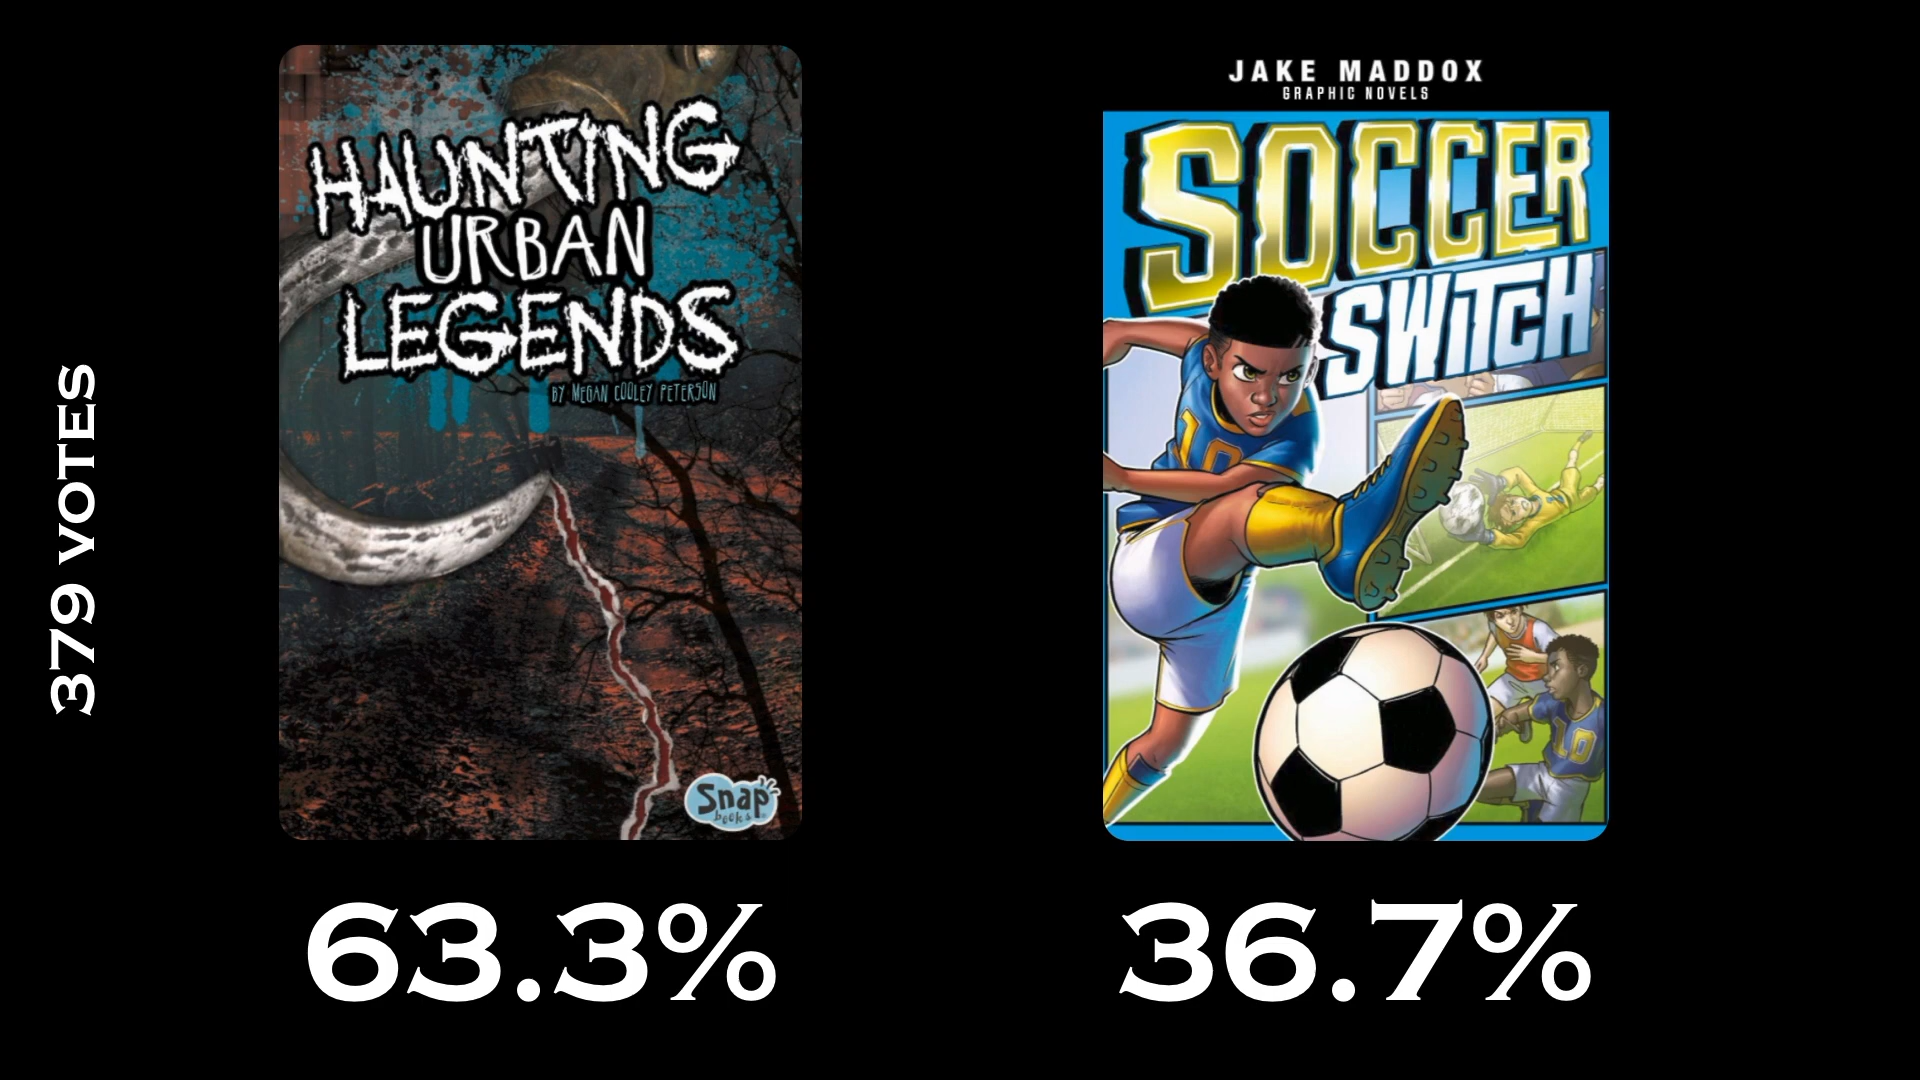 379 VOTES
HAUNTING
URBAN
LEGENDS
BY MEGAN COOLEY PETERSON
Snap
books
63.3%
JAKE MADDOX
GRAPHIC NOVELS
SOCCER
SWITCH
10
10
36.7%